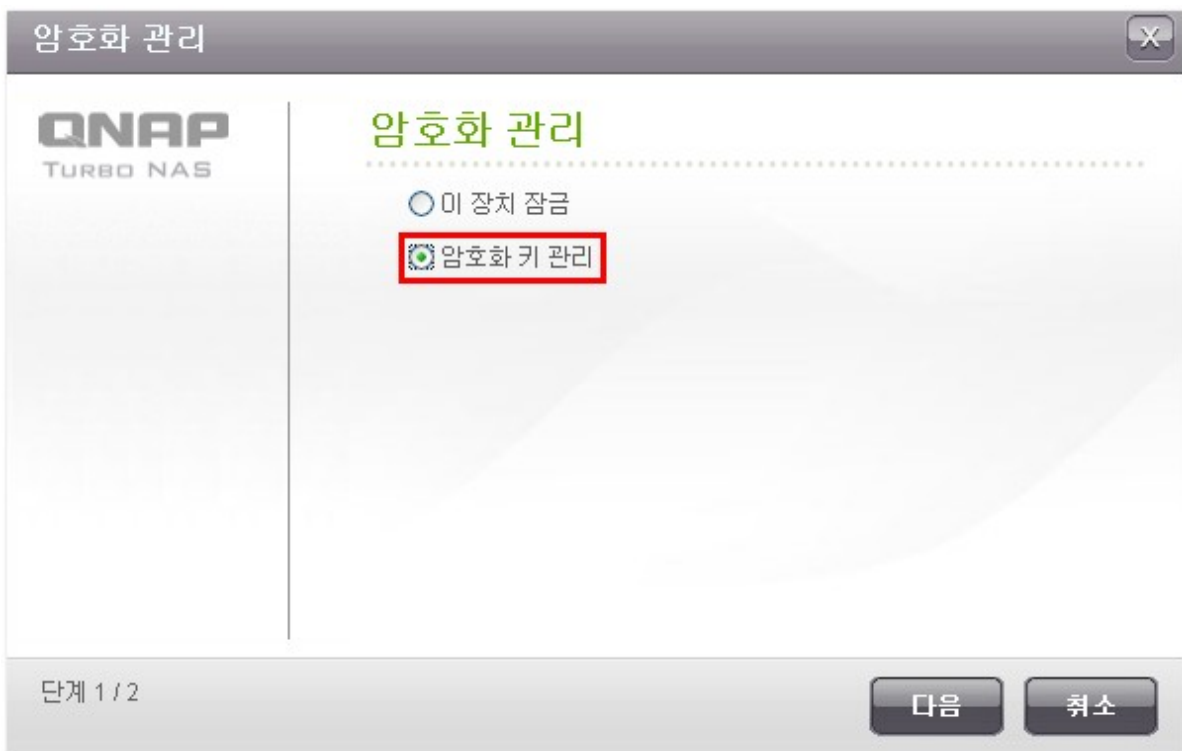 암호화 관리
X
QNAP
TURBO NAS
암호화 관리
이 장치 잠금
암호화 키 관리
단계 1 / 2
다음
취소